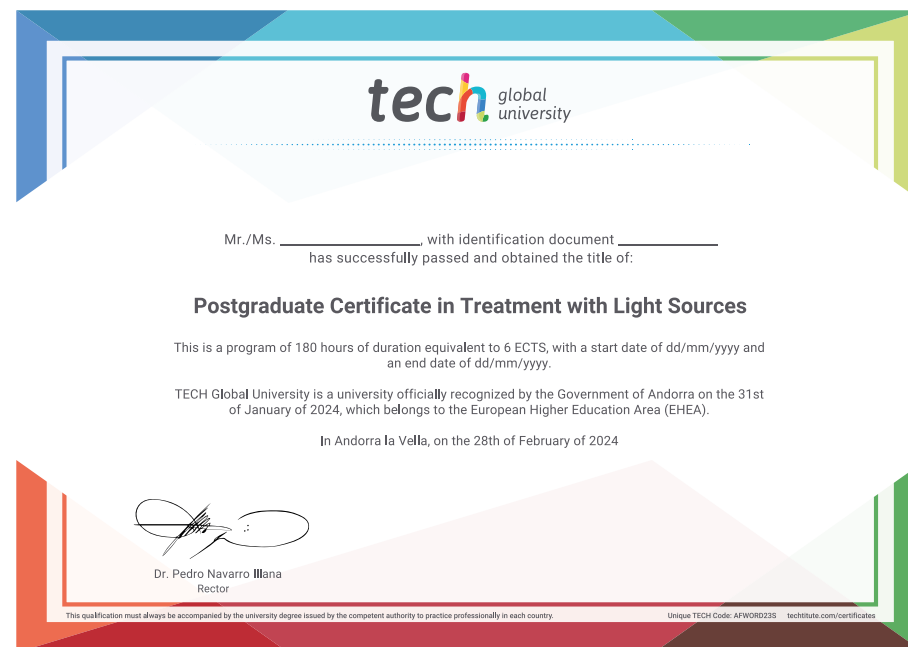 tech global university
Mr./Ms. ____________, with identification document ____________
has successfully passed and obtained the title of:
Postgraduate Certificate in Treatment with Light Sources
This is a program of 180 hours of duration equivalent to 6 ECTS, with a start date of dd/mm/yyyy and
an end date of dd/mm/yyyy.
TECH Global University is a university officially recognized by the Government of Andorra on the 31st
of January of 2024, which belongs to the European Higher Education Area (EHEA).
In Andorra la Vella, on the 28th of February of 2024
Dr. Pedro Navarro Illana
Rector
This qualification must always be accompanied by the university degree issued by the competent authority to practice professionally in each country.
Unique TECH Code: AFWORD23S techtitute.com/certificates